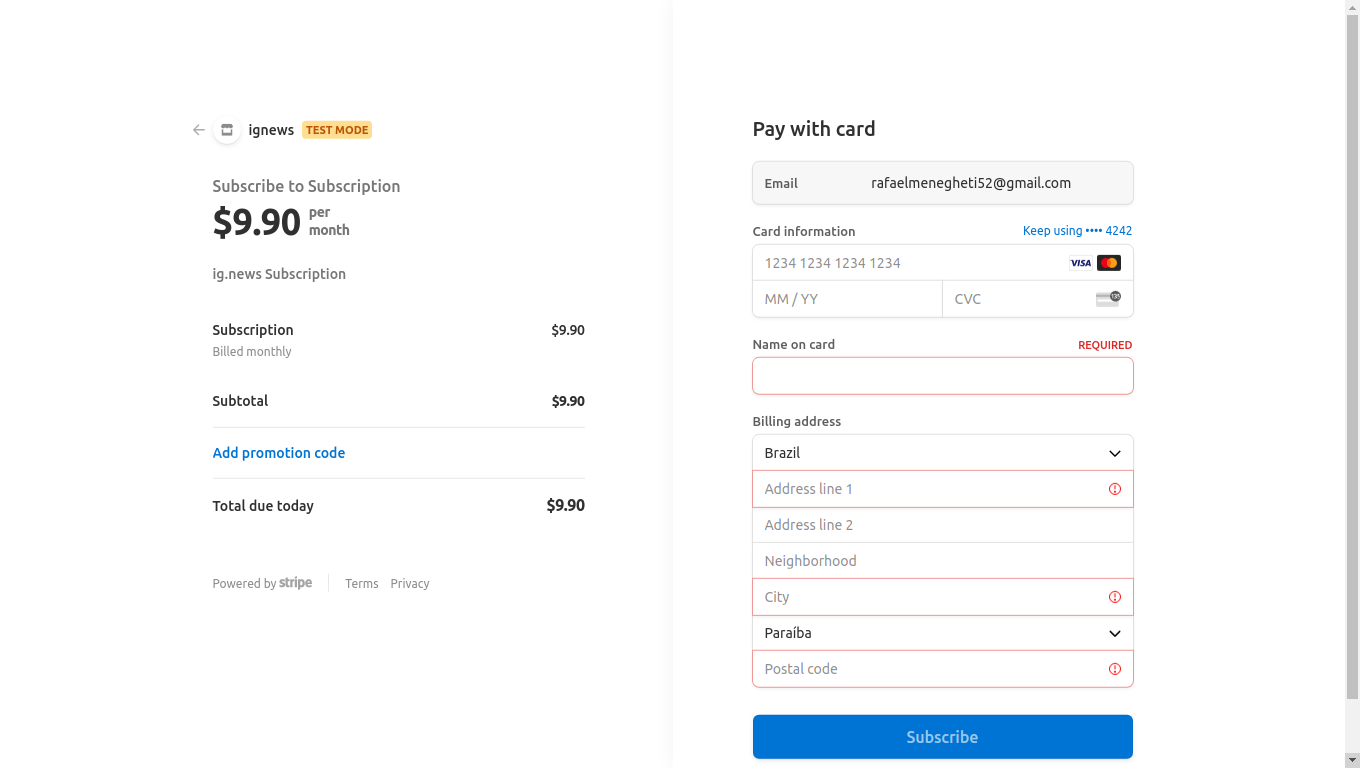 ignews TEST MODE
Subscribe to Subscription
$9.90 per month
ig.news Subscription
Subscription $9.90
Billed monthly
Subtotal $9.90
Add promotion code
Total due today $9.90
Powered by stripe Terms Privacy
Pay with card
Email rafaelmenegheti52@gmail.com
Card information Keep using •••• 4242
1234 1234 1234 1234 VISA
MM / YY CVC 135
Name on card REQUIRED
Billing address
Brazil
Address line 1
Address line 2
Neighborhood
City
Paraíba
Postal code
Subscribe